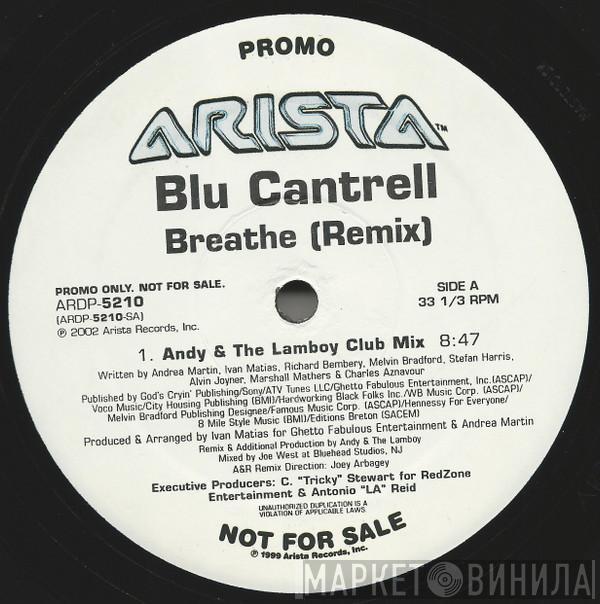 PROMO
ARISTA™
Blu Cantrell
Breathe (Remix)
PROMO ONLY. NOT FOR SALE.
ARDP-5210
(ARDP-5210-SA)
℗ 2002 Arista Records, Inc.
SIDE A
33 1/3 RPM
1. Andy & The Lamboy Club Mix 8:47
Written by Andrea Martin, Ivan Matias, Richard Bembery, Melvin Bradford, Stefan Harris,
Alvin Joyner, Marshall Mathers & Charles Aznavour
Published by God's Cryin' Publishing/Sony/ATV Tunes LLC/Ghetto Fabulous Entertainment, Inc.(ASCAP)/
Voco Music/City Housing Publishing (BMI)/Hardworking Black Folks Inc./WB Music Corp. (ASCAP)/
Melvin Bradford Publishing Designee/Famous Music Corp. (ASCAP)/Hennessy For Everyone/
8 Mile Style Music (BMI)/Editions Breton (SACEM)
Produced & Arranged by Ivan Matias for Ghetto Fabulous Entertainment & Andrea Martin
Remix & Additional Production by Andy & The Lamboy
Mixed by Joe West at Bluehead Studios, NJ
A&R Remix Direction: Joey Arbagey
Executive Producers: C. "Tricky" Stewart for RedZone
Entertainment & Antonio "LA" Reid
UNAUTHORIZED DUPLICATION IS A
VIOLATION OF APPLICABLE LAWS.
NOT FOR SALE
℗ 1999 Arista Records, Inc.
МАРКЕТ ВИНИЛА